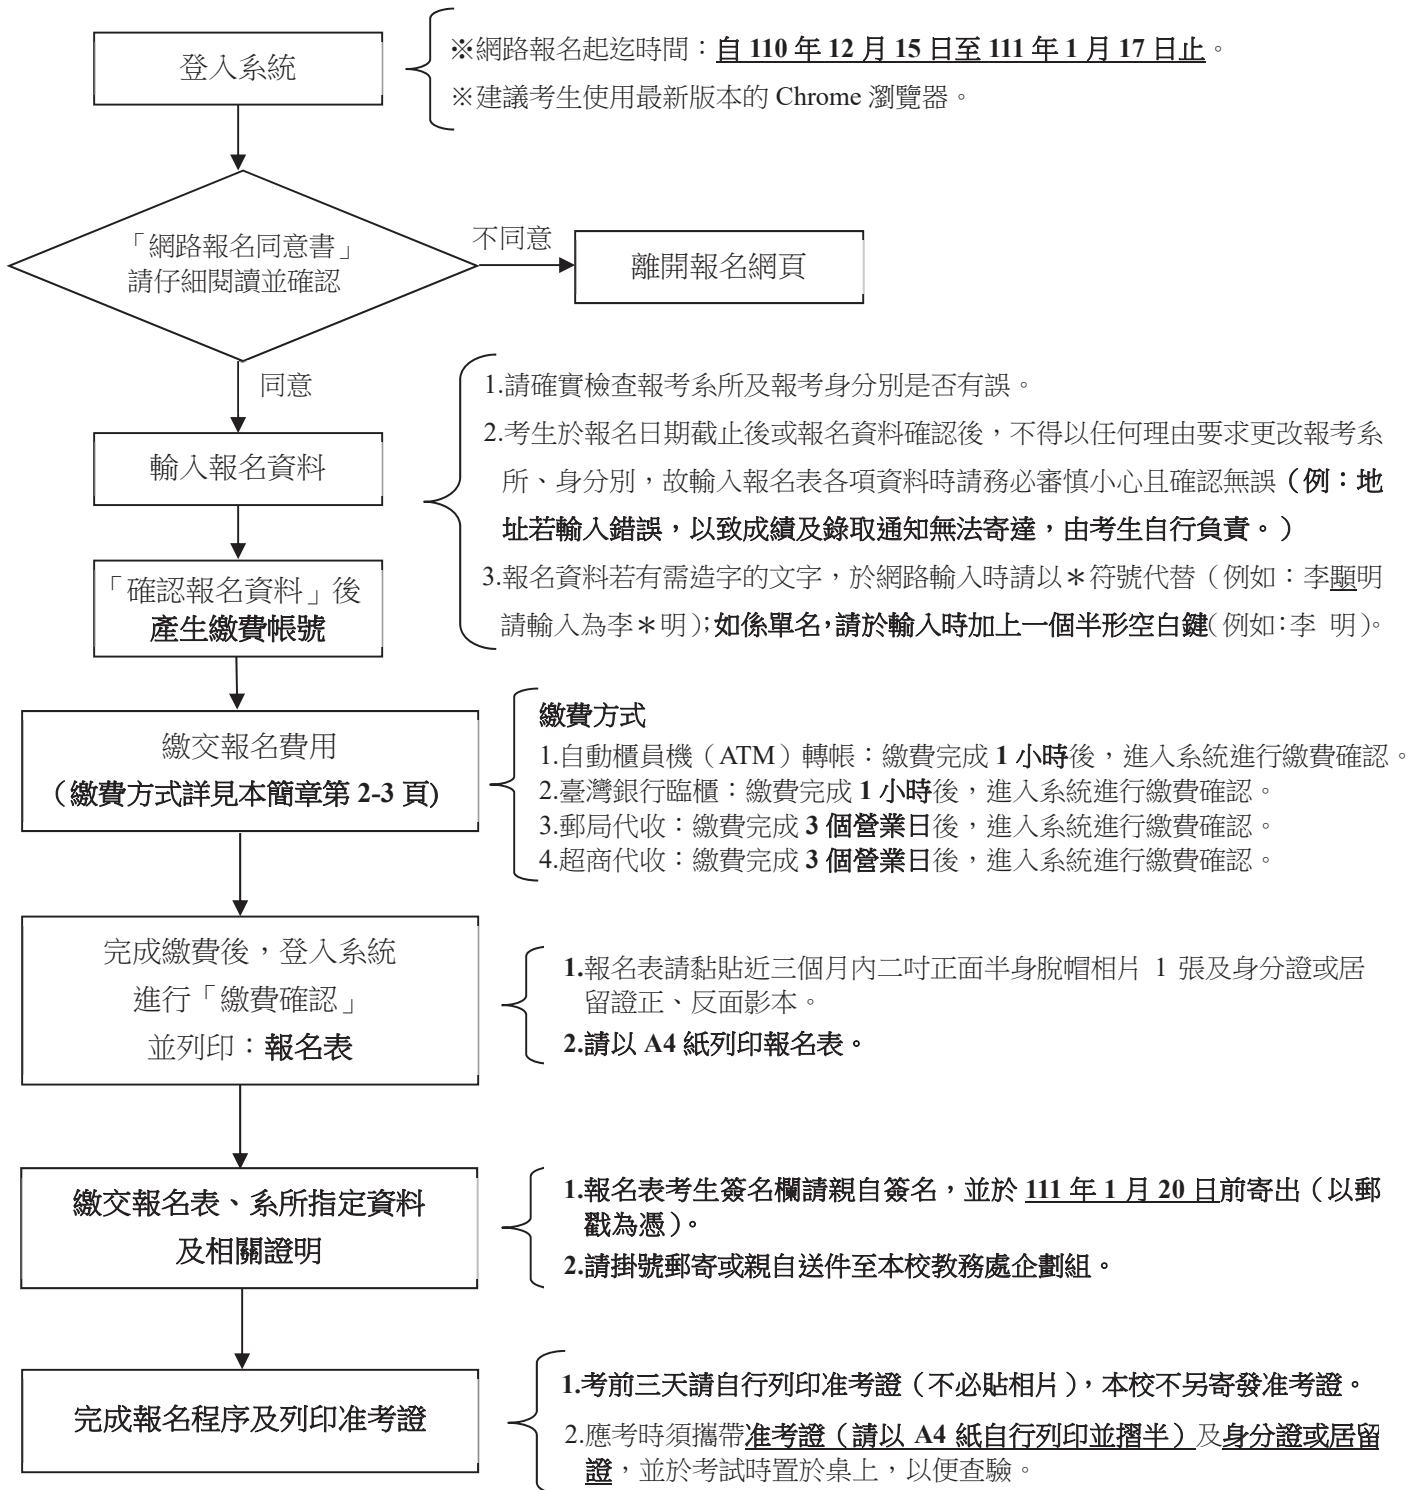 登入系統
※網路報名起迄時間：自 110 年 12 月 15 日至 111 年 1 月 17 日止。
※建議考生使用最新版本的 Chrome 瀏覽器。
「網路報名同意書」
請仔細閱讀並確認
不同意
離開報名網頁
同意
輸入報名資料
1.請確實檢查報考系所及報考身分別是否有誤。
2.考生於報名日期截止後或報名資料確認後，不得以任何理由要求更改報考系
所、身分別，故輸入報名表各項資料時請務必審慎小心且確認無誤（例：地
址若輸入錯誤，以致成績及錄取通知無法寄達，由考生自行負責。）
3.報名資料若有需造字的文字，於網路輸入時請以＊符號代替（例如：李顯明
請輸入為李＊明）；如係單名，請於輸入時加上一個半形空白鍵（例如：李 明）。
「確認報名資料」後
產生繳費帳號
繳交報名費用
（繳費方式詳見本簡章第 2-3 頁）
繳費方式
1.自動櫃員機（ATM）轉帳：繳費完成 1 小時後，進入系統進行繳費確認。
2.臺灣銀行臨櫃：繳費完成 1 小時後，進入系統進行繳費確認。
3.郵局代收：繳費完成 3 個營業日後，進入系統進行繳費確認。
4.超商代收：繳費完成 3 個營業日後，進入系統進行繳費確認。
完成繳費後，登入系統
進行「繳費確認」
並列印：報名表
1.報名表請黏貼近三個月內二吋正面半身脫帽相片 1 張及身分證或居
留證正、反面影本。
2.請以 A4 紙列印報名表。
繳交報名表、系所指定資料
及相關證明
1.報名表考生簽名欄請親自簽名，並於 111 年 1 月 20 日前寄出（以郵
戳為憑）。
2.請掛號郵寄或親自送件至本校教務處企劃組。
完成報名程序及列印准考證
1.考前三天請自行列印准考證（不必貼相片），本校不另寄發准考證。
2.應考時須攜帶准考證（請以 A4 紙自行列印並摺半）及身分證或居留
證，並於考試時置於桌上，以便查驗。